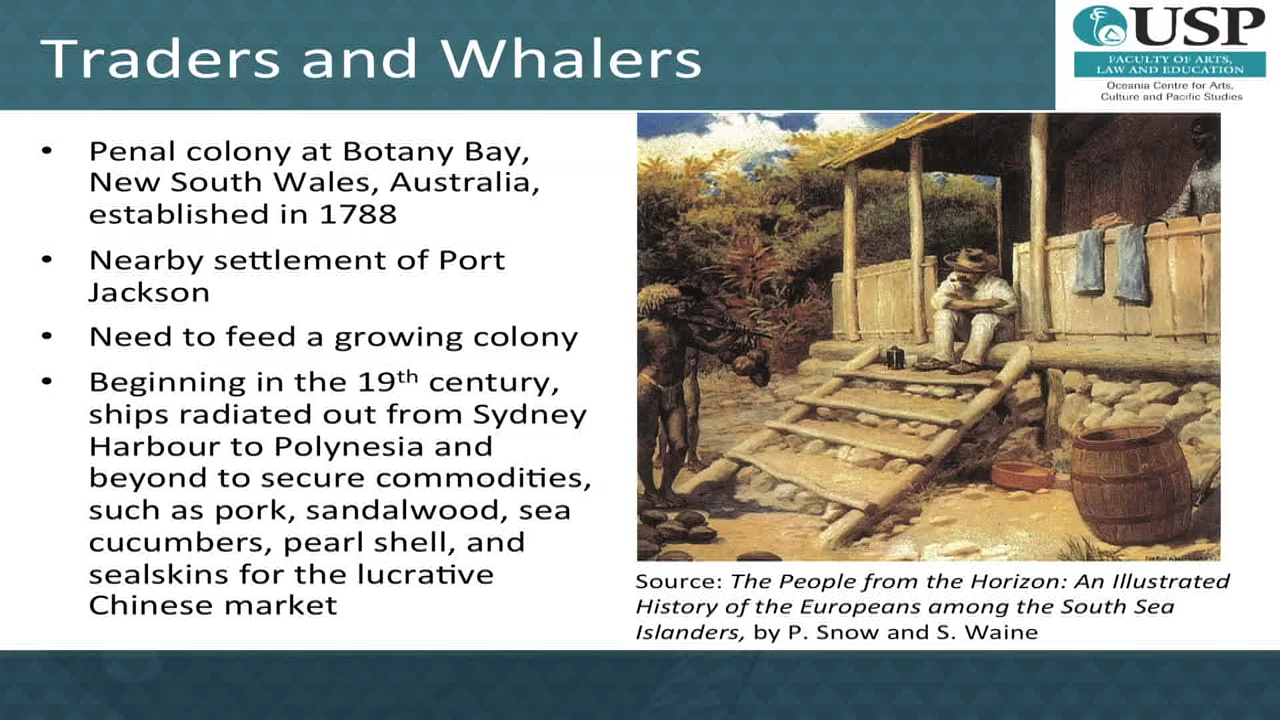 Traders and Whalers
USP
FACULTY OF ARTS,
LAW AND EDUCATION
Oceania Centre for Arts,
Culture and Pacific Studies
• Penal colony at Botany Bay,
New South Wales, Australia,
established in 1788
• Nearby settlement of Port
Jackson
• Need to feed a growing colony
• Beginning in the 19th century,
ships radiated out from Sydney
Harbour to Polynesia and
beyond to secure commodities,
such as pork, sandalwood, sea
cucumbers, pearl shell, and
sealskins for the lucrative
Chinese market
Source: The People from the Horizon: An Illustrated
History of the Europeans among the South Sea
Islanders, by P. Snow and S. Waine